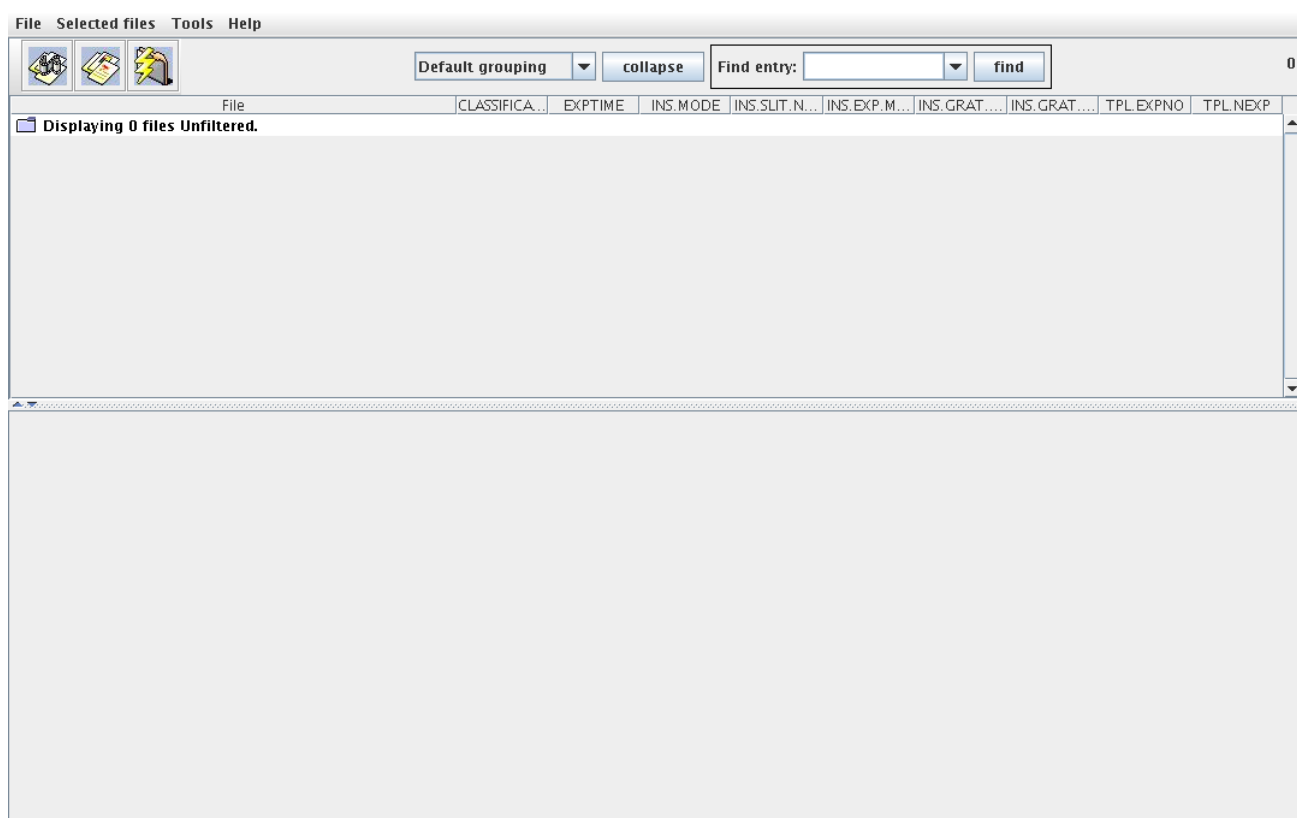 File Selected files Tools Help
Default grouping collapse Find entry: find 0
File CLASSIFICA... EXPTIME INS.MODE INS.SLIT.N... INS.EXP.M... INS.GRAT.... INS.GRAT.... TPL.EXPNO TPL.NEXP
Displaying 0 files Unfiltered.